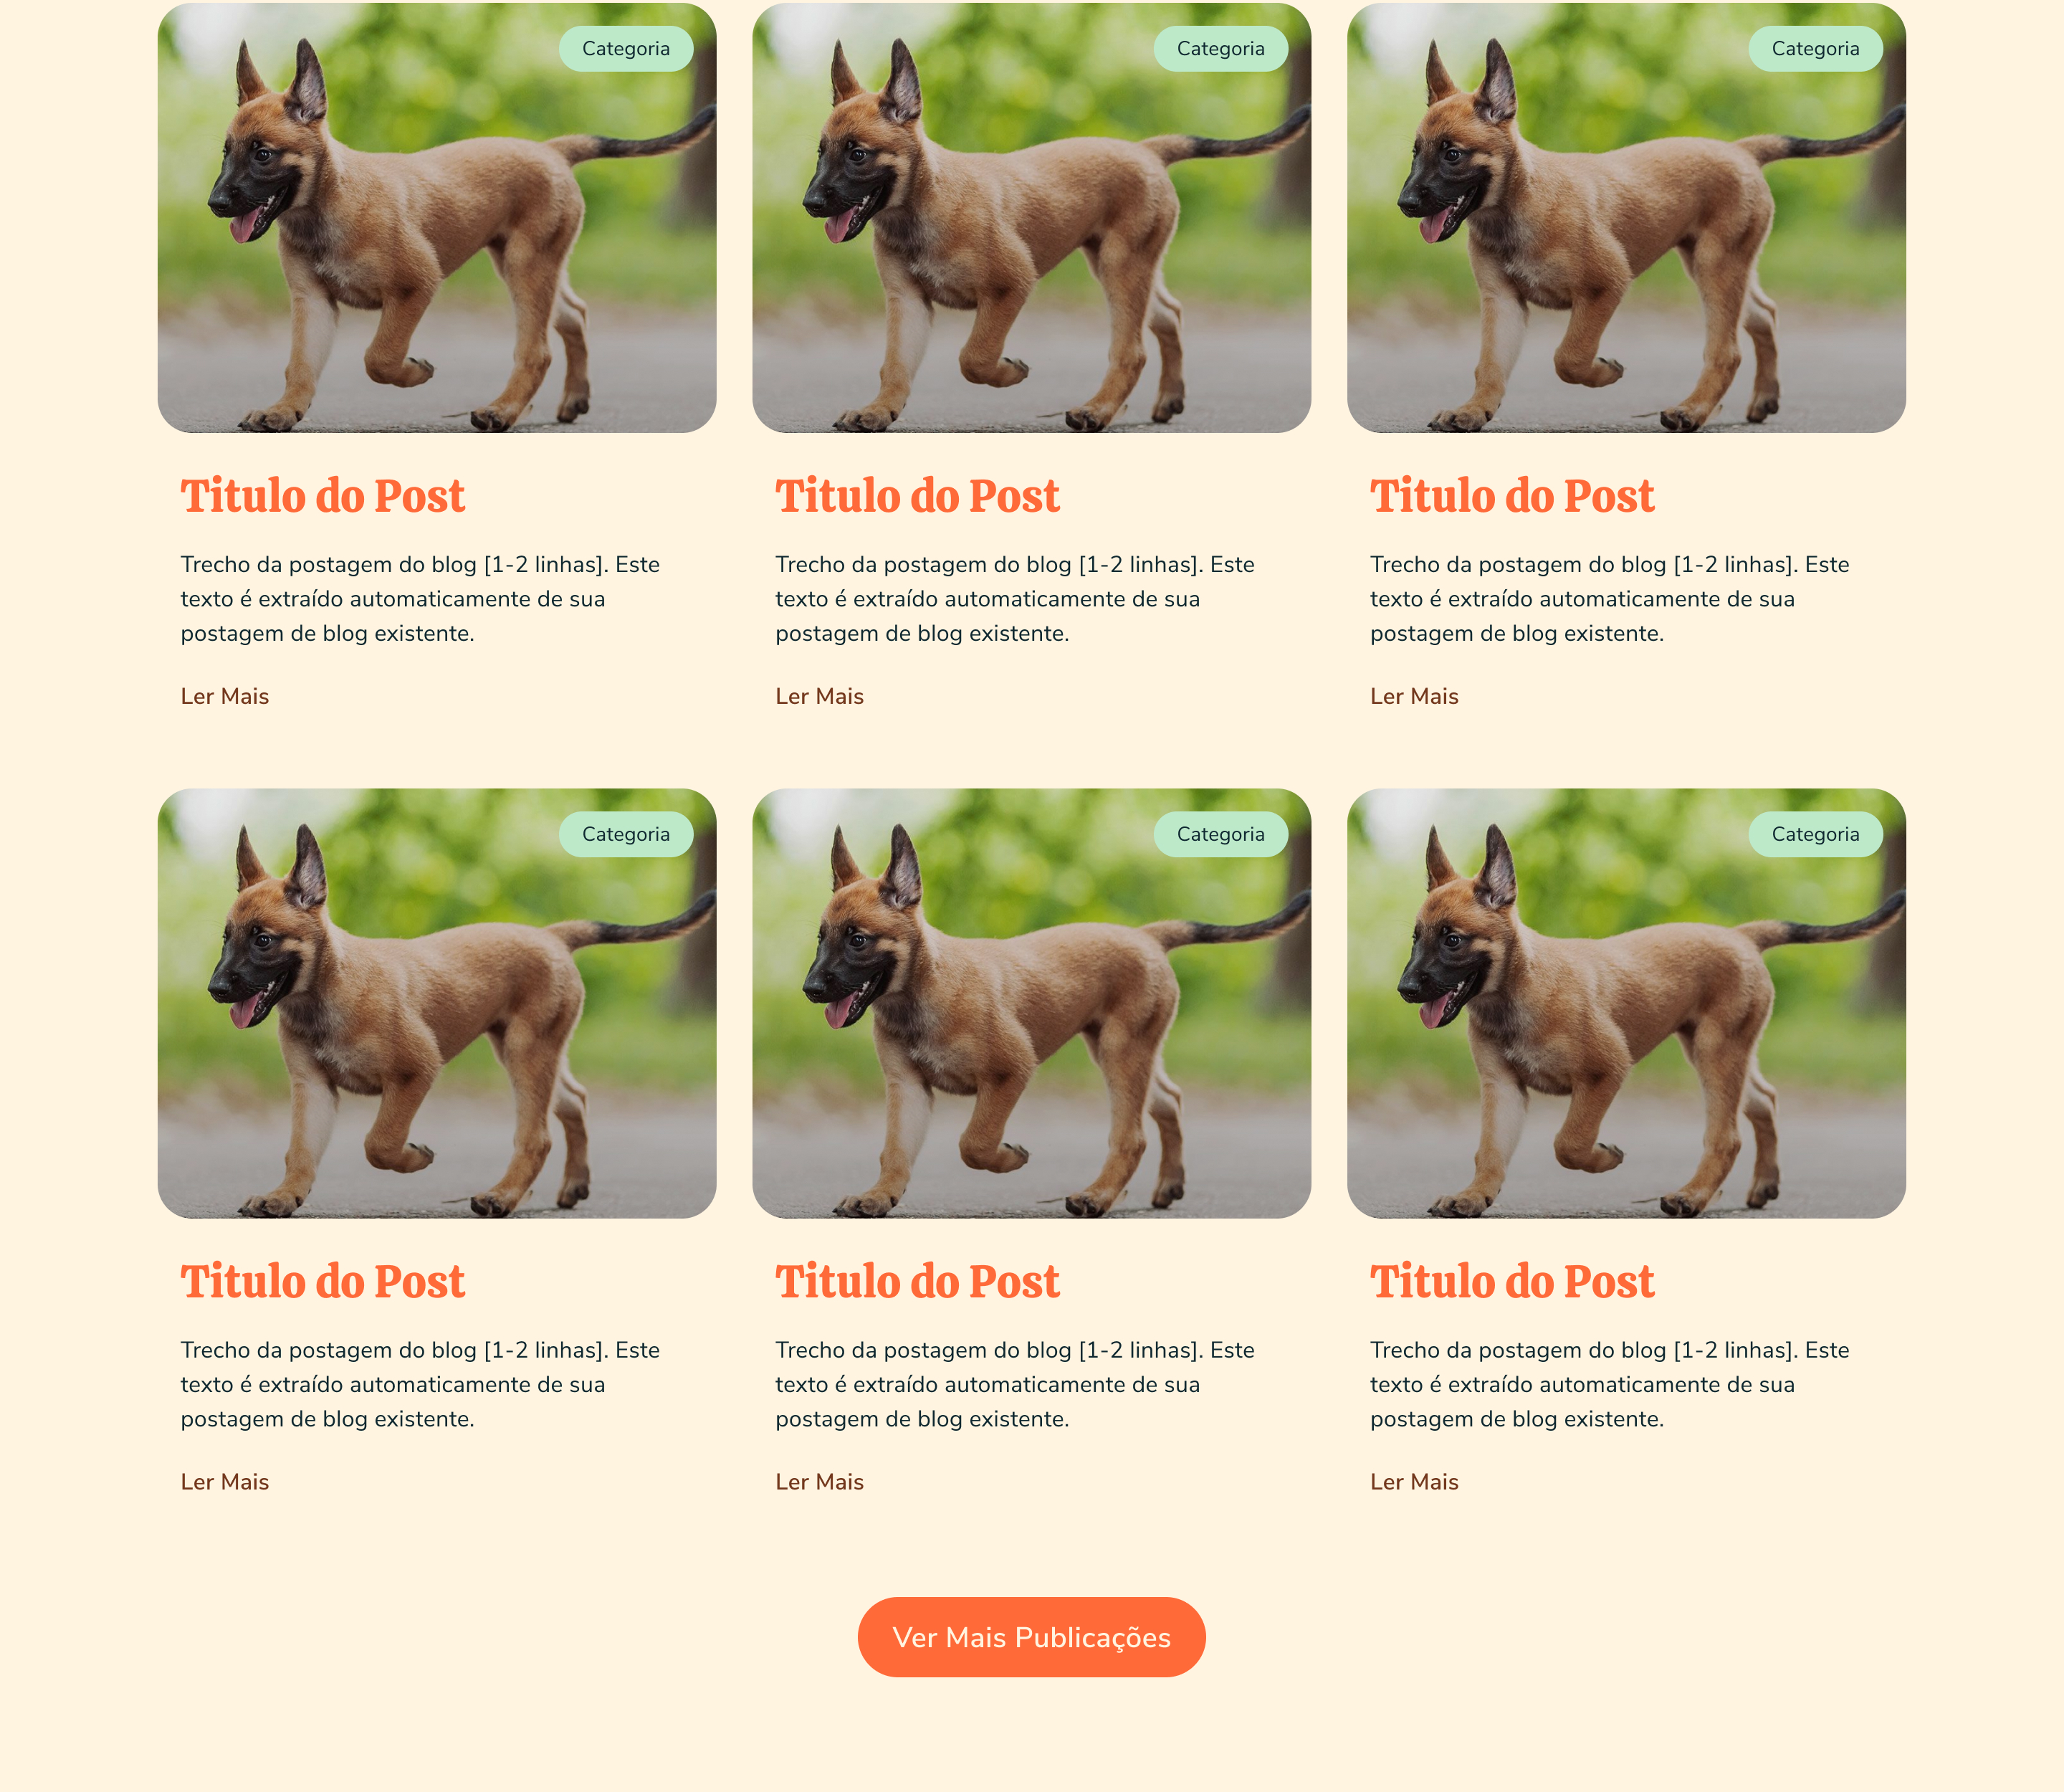 Categoria
Categoria
Categoria
Titulo do Post
Titulo do Post
Titulo do Post
Trecho da postagem do blog [1-2 linhas]. Este
texto é extraído automaticamente de sua
postagem de blog existente.
Trecho da postagem do blog [1-2 linhas]. Este
texto é extraído automaticamente de sua
postagem de blog existente.
Trecho da postagem do blog [1-2 linhas]. Este
texto é extraído automaticamente de sua
postagem de blog existente.
Ler Mais
Ler Mais
Ler Mais
Categoria
Categoria
Categoria
Titulo do Post
Titulo do Post
Titulo do Post
Trecho da postagem do blog [1-2 linhas]. Este
texto é extraído automaticamente de sua
postagem de blog existente.
Trecho da postagem do blog [1-2 linhas]. Este
texto é extraído automaticamente de sua
postagem de blog existente.
Trecho da postagem do blog [1-2 linhas]. Este
texto é extraído automaticamente de sua
postagem de blog existente.
Ler Mais
Ler Mais
Ler Mais
Ver Mais Publicações